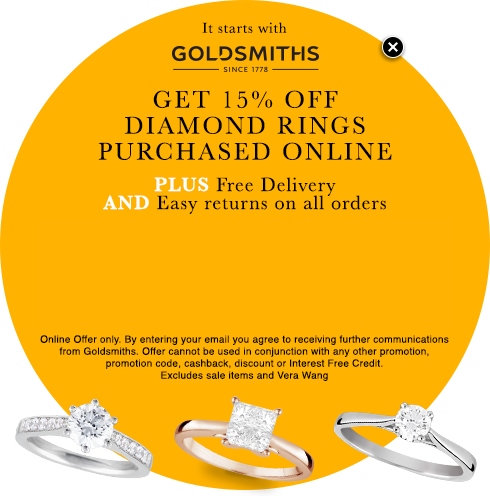 It starts with
GOLDSMITHS
SINCE 1778
GET 15% OFF
DIAMOND RINGS
PURCHASED ONLINE
PLUS Free Delivery
AND Easy returns on all orders
Online Offer only. By entering your email you agree to receiving further communications
from Goldsmiths. Offer cannot be used in conjunction with any other promotion,
promotion code, cashback, discount or Interest Free Credit.
Excludes sale items and Vera Wang